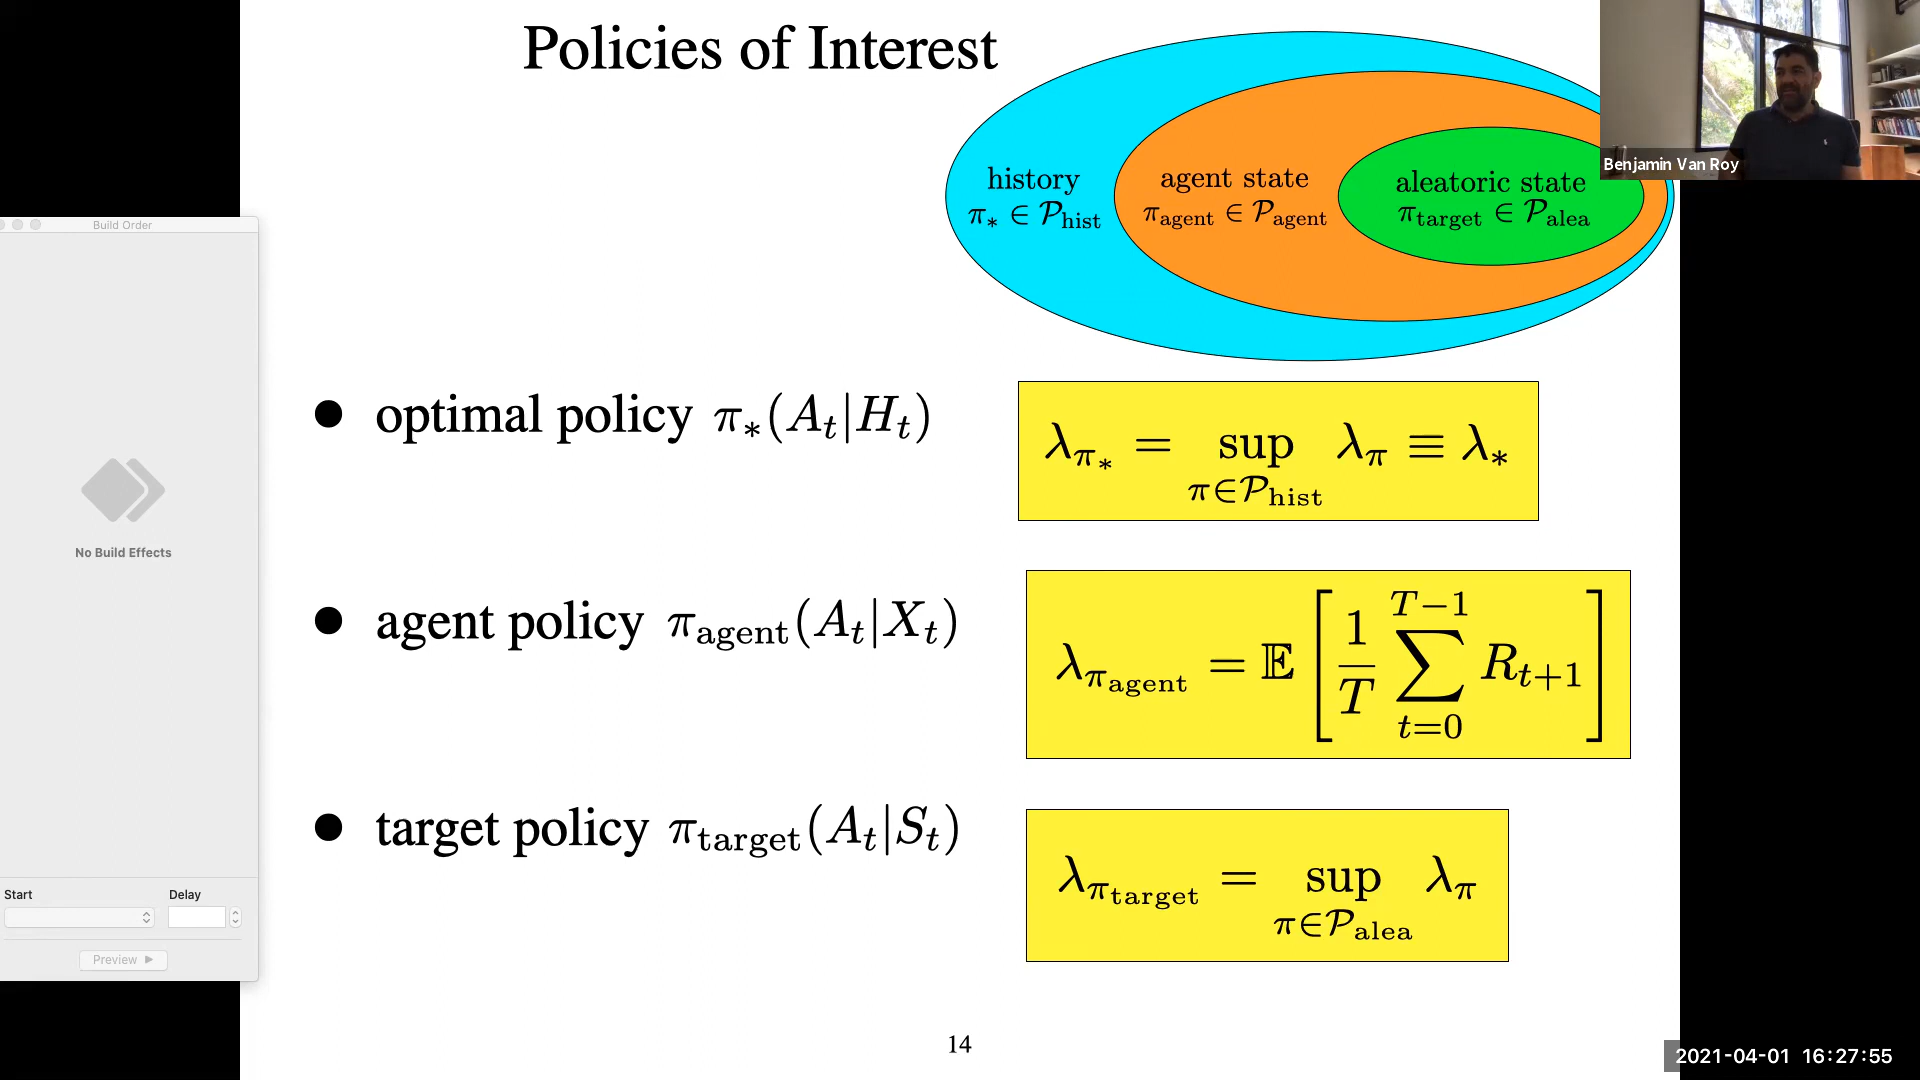 Policies of Interest
history
π∗ ∈ 𝒫hist
agent state
πagent ∈ 𝒫agent
aleatoric state
πtarget ∈ 𝒫alea
Benjamin Van Roy
Build Order
No Build Effects
Start Delay
Preview ▶
● optimal policy π∗(At|Ht)
λπ∗ = sup π∈𝒫hist λπ ≡ λ∗
● agent policy πagent(At|Xt)
λπagent = 𝔼 [ 1/T ∑ t=0 T−1 Rt+1 ]
● target policy πtarget(At|St)
λπtarget = sup π∈𝒫alea λπ
14
2021-04-01 16:27:55